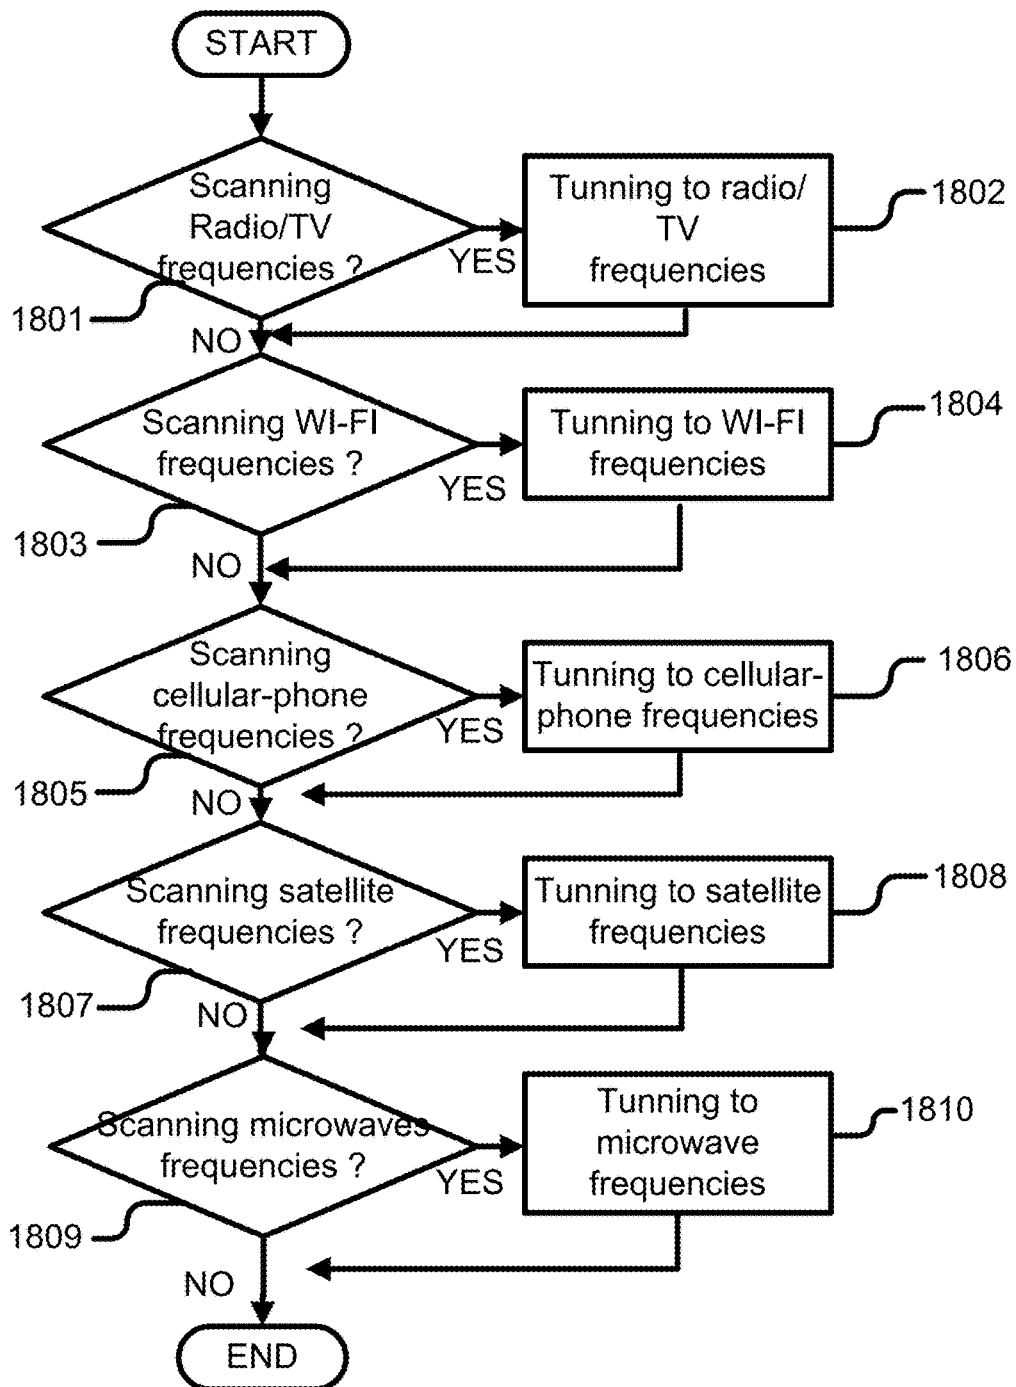 START
Scanning
Radio/TV
frequencies ?
YES
Tunning to radio/
TV
frequencies
1802
1801
NO
Scanning WI-FI
frequencies ?
YES
Tunning to WI-FI
frequencies
1804
1803
NO
Scanning
cellular-phone
frequencies ?
YES
Tunning to cellular-
phone frequencies
1806
1805
NO
Scanning satellite
frequencies ?
YES
Tunning to satellite
frequencies
1808
1807
NO
Scanning microwaves
frequencies ?
YES
Tunning to
microwave
frequencies
1810
1809
NO
END